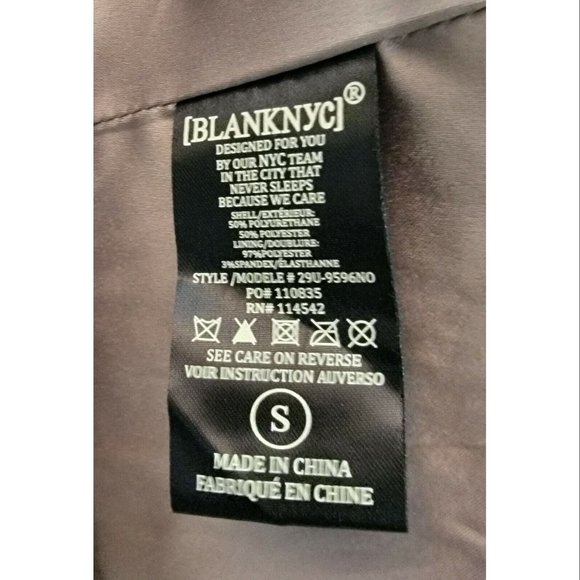 [BLANKNYC]®
DESIGNED FOR YOU
BY OUR NYC TEAM
IN THE CITY THAT
NEVER SLEEPS
BECAUSE WE CARE
SHELL/EXTÉRIEUR:
50% POLYURETHANE
50% POLYESTER
LINING/DOUBLURE:
97%POLYESTER
3%SPANDEX/ÉLASTHANNE
STYLE /MODELE # 29U-9596NO
PO# 110835
RN# 114542
SEE CARE ON REVERSE
VOIR INSTRUCTION AUVERSO
S
MADE IN CHINA
FABRIQUÉ EN CHINE